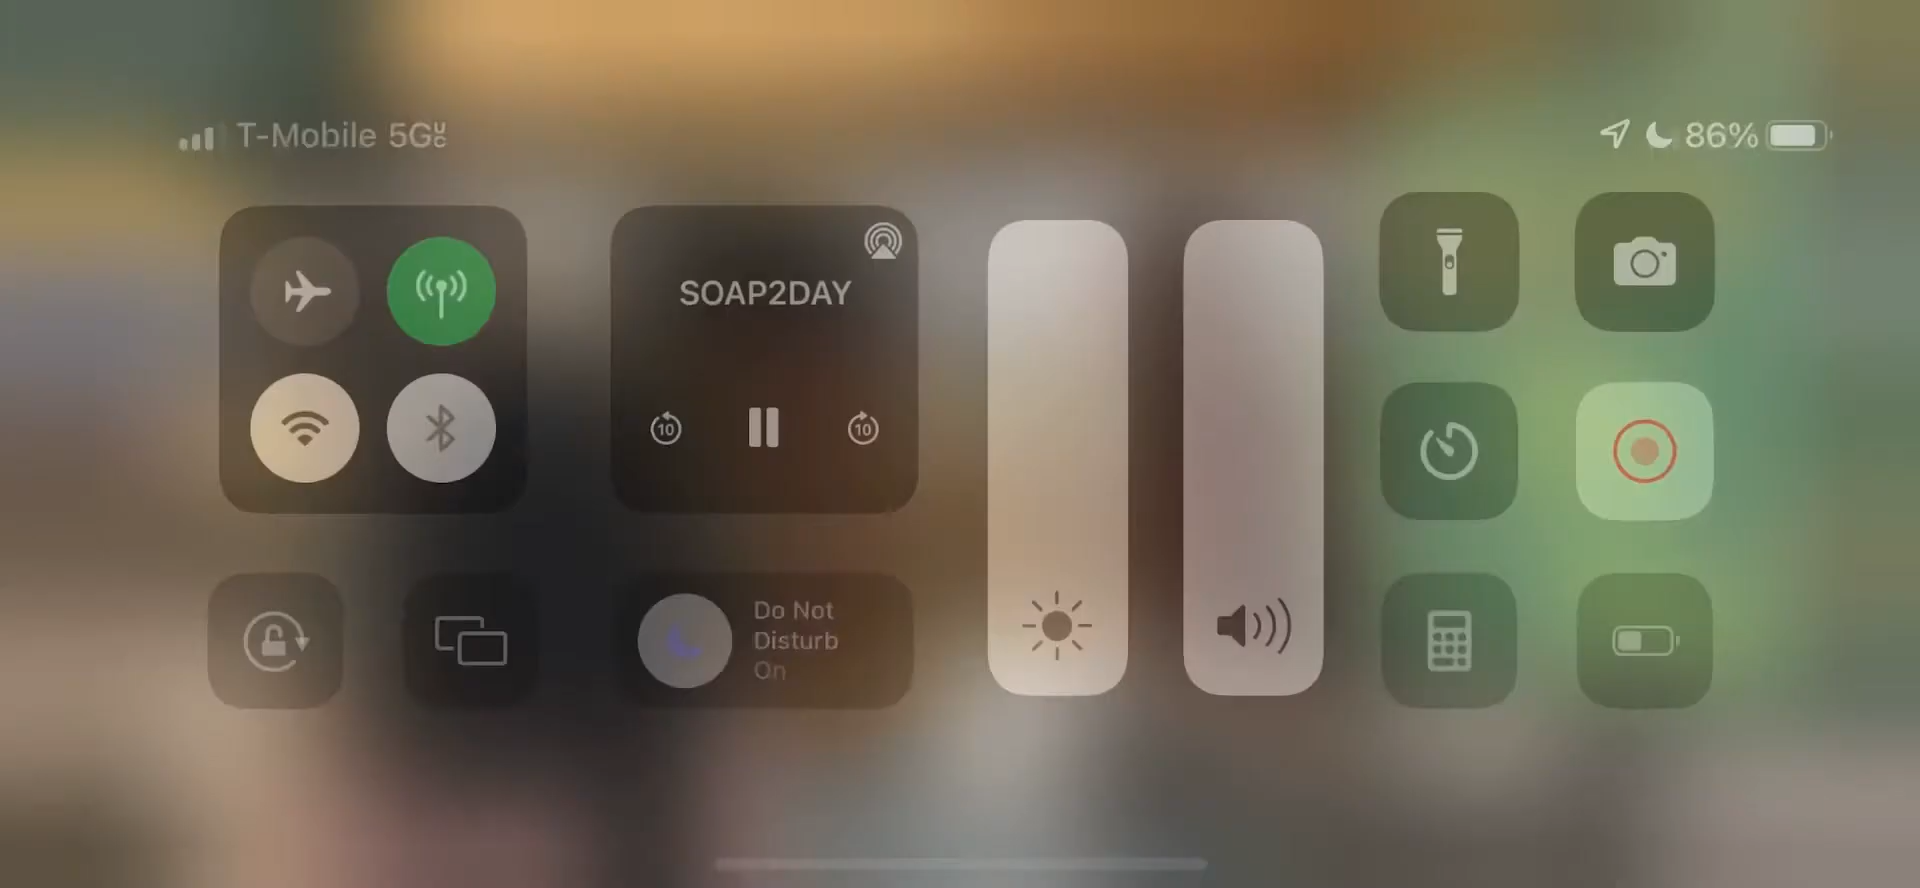 T-Mobile 5GUC
86%
SOAP2DAY
10
10
Do Not
Disturb
On